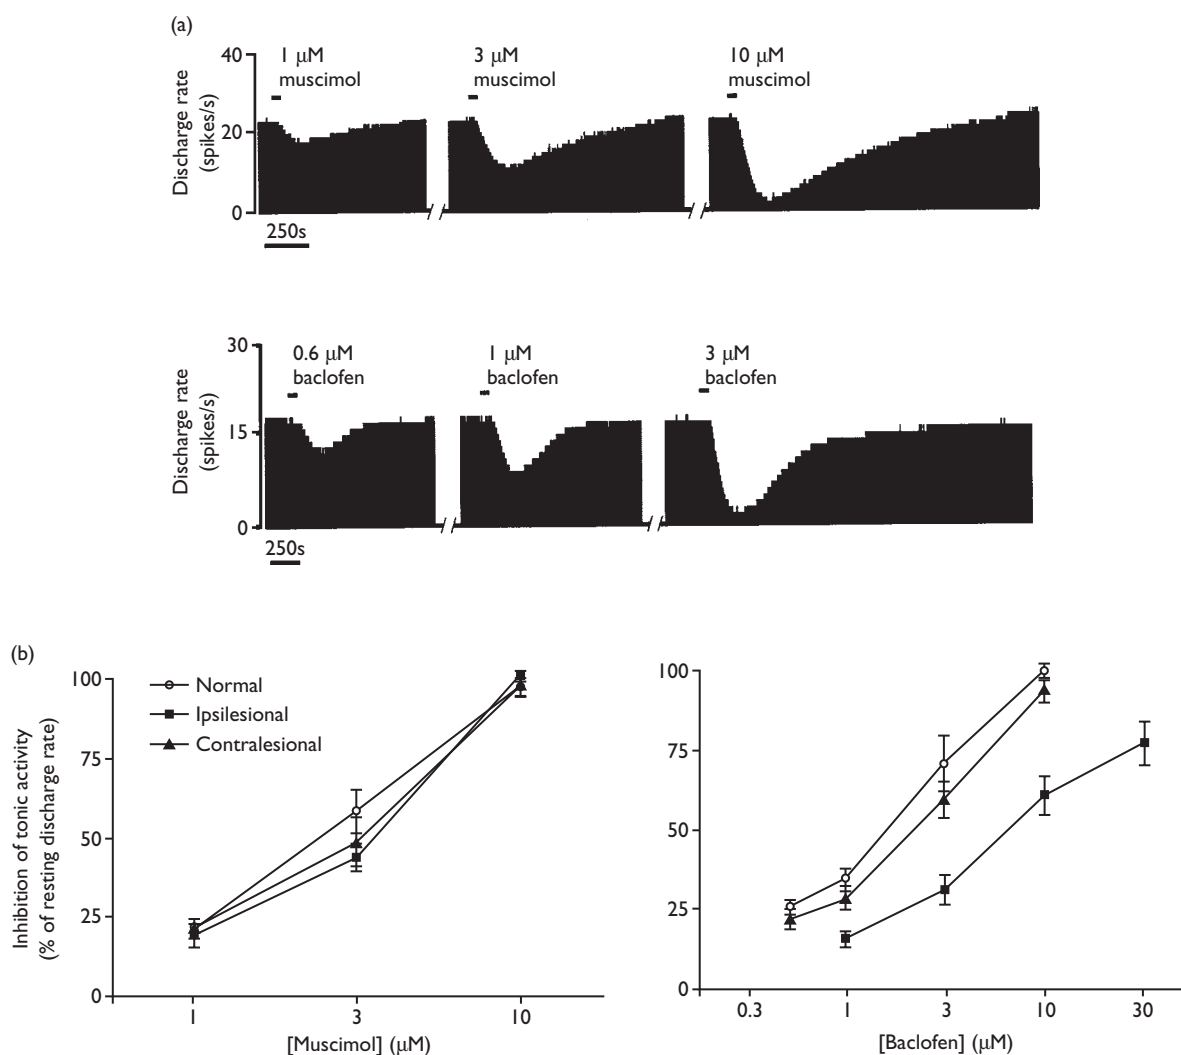 (a)
40
20
0
Discharge rate
(spikes/s)
1 µM
muscimol
3 µM
muscimol
10 µM
muscimol
250s
30
15
0
Discharge rate
(spikes/s)
0.6 µM
baclofen
1 µM
baclofen
3 µM
baclofen
250s
(b)
Inhibition of tonic activity
(% of resting discharge rate)
100
75
50
25
0
Normal
Ipsilesional
Contralesional
1
3
10
[Muscimol] (µM)
100
75
50
25
0
0.3
1
3
10
30
[Baclofen] (µM)